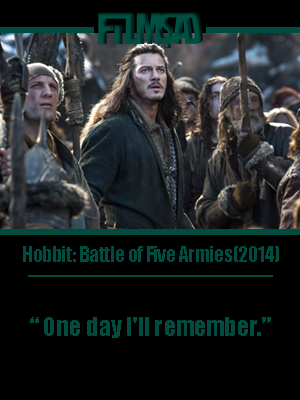 FILMSAD
Hobbit: Battle of Five Armies(2014)
“ One day I'll remember.”